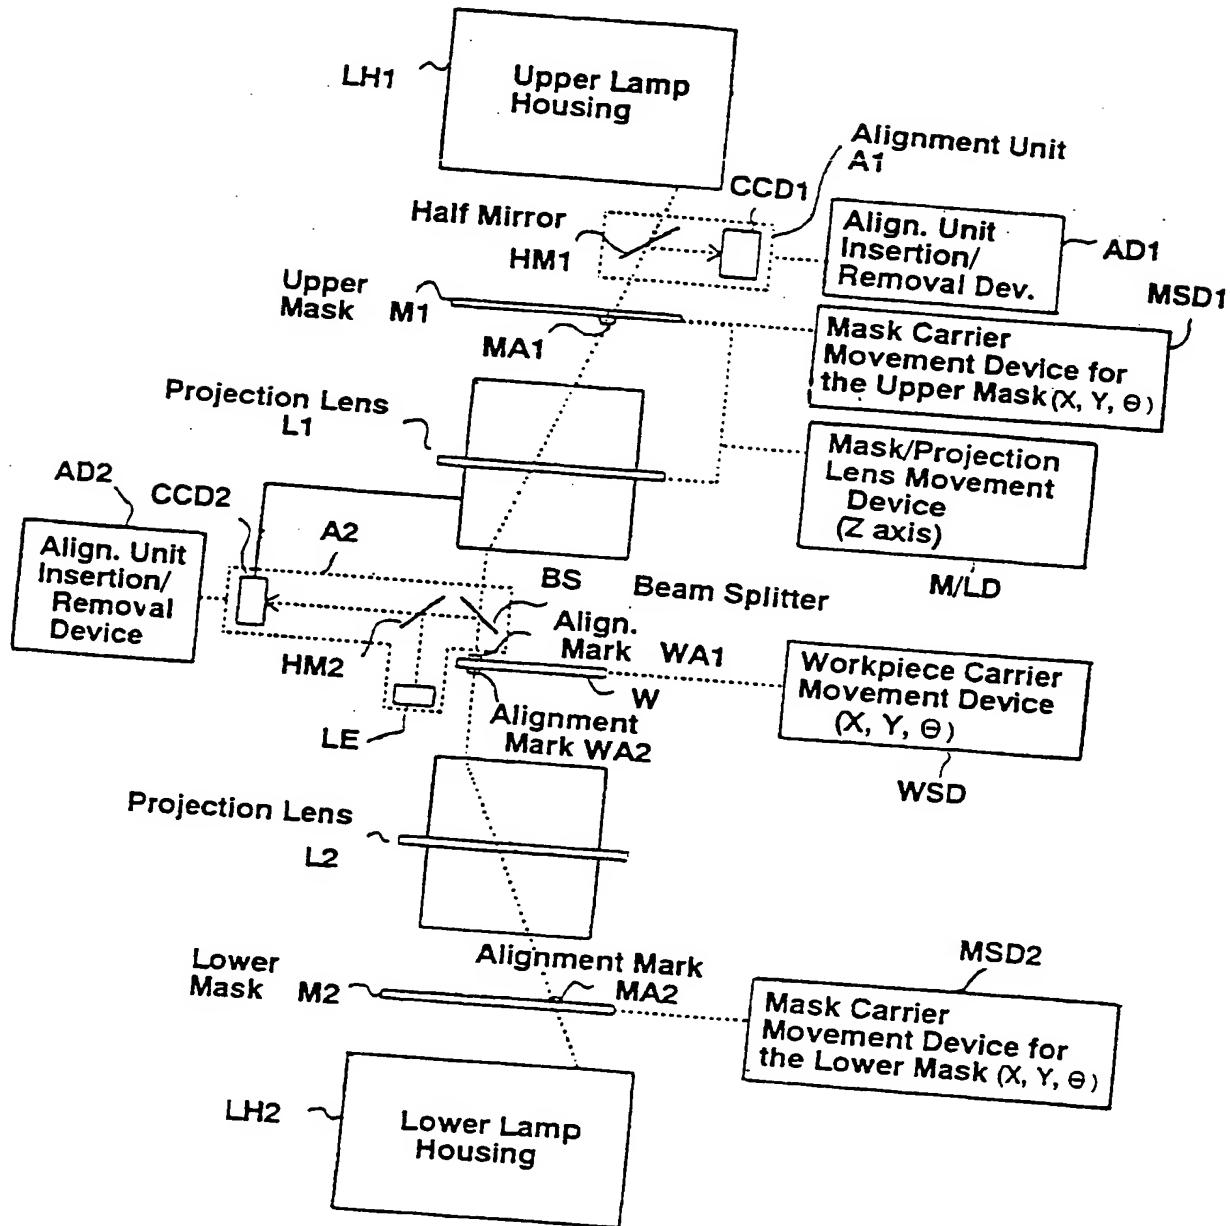 LH1
Upper Lamp
Housing
Alignment Unit
A1
CCD1
Half Mirror
HM1
Align. Unit
Insertion/
Removal Dev.
AD1
MSD1
Upper
Mask M1
MA1
Mask Carrier
Movement Device for
the Upper Mask (X, Y, Θ)
Projection Lens
L1
Mask/Projection
Lens Movement
Device
(Z axis)
M/LD
AD2
CCD2
A2
Align. Unit
Insertion/
Removal
Device
BS Beam Splitter
Align.
Mark WA1
HM2
W
LE
Alignment
Mark WA2
Workpiece Carrier
Movement Device
(X, Y, Θ)
WSD
Projection Lens
L2
Lower
Mask M2
Alignment Mark
MA2
MSD2
Mask Carrier
Movement Device for
the Lower Mask (X, Y, Θ)
LH2
Lower Lamp
Housing